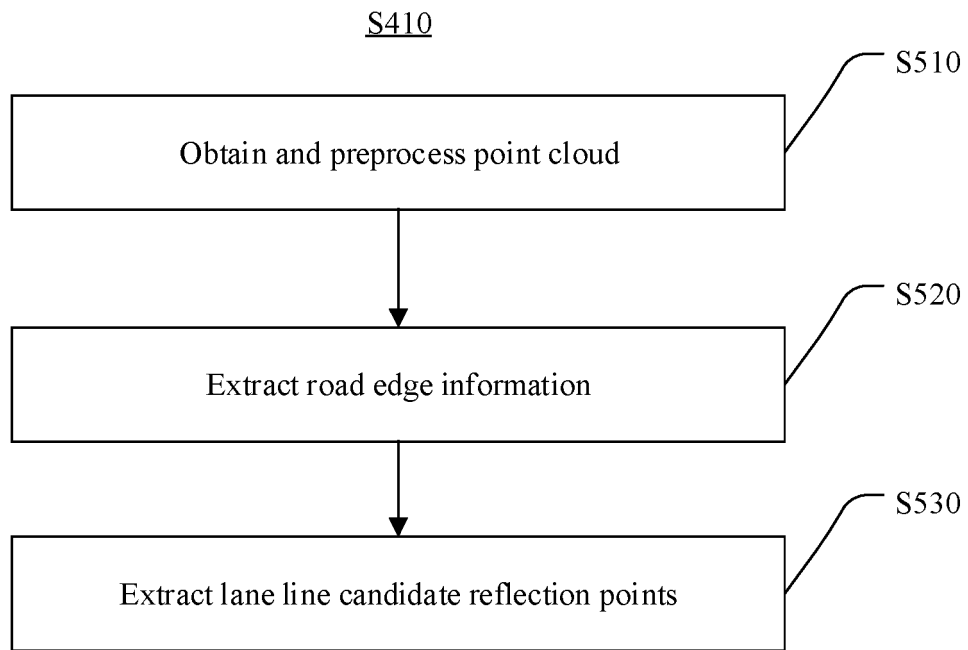 S410
S510
Obtain and preprocess point cloud
S520
Extract road edge information
S530
Extract lane line candidate reflection points